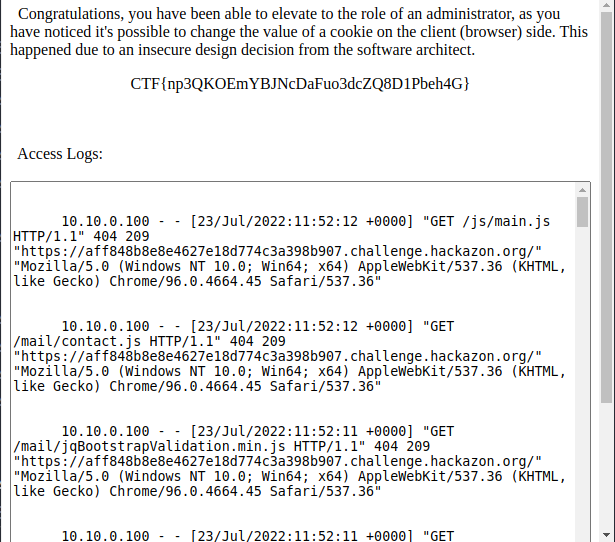 Congratulations, you have been able to elevate to the role of an administrator, as you
have noticed it's possible to change the value of a cookie on the client (browser) side. This
happened due to an insecure design decision from the software architect.
CTF{np3QKOEmYBJNcDaFuo3dcZQ8D1Pbeh4G}
Access Logs:
10.10.0.100 - - [23/Jul/2022:11:52:12 +0000] "GET /js/main.js
HTTP/1.1" 404 209
"https://aff848b8e8e4627e18d774c3a398b907.challenge.hackazon.org/"
"Mozilla/5.0 (Windows NT 10.0; Win64; x64) AppleWebKit/537.36 (KHTML,
like Gecko) Chrome/96.0.4664.45 Safari/537.36"
10.10.0.100 - - [23/Jul/2022:11:52:12 +0000] "GET
/mail/contact.js HTTP/1.1" 404 209
"https://aff848b8e8e4627e18d774c3a398b907.challenge.hackazon.org/"
"Mozilla/5.0 (Windows NT 10.0; Win64; x64) AppleWebKit/537.36 (KHTML,
like Gecko) Chrome/96.0.4664.45 Safari/537.36"
10.10.0.100 - - [23/Jul/2022:11:52:11 +0000] "GET
/mail/jqBootstrapValidation.min.js HTTP/1.1" 404 209
"https://aff848b8e8e4627e18d774c3a398b907.challenge.hackazon.org/"
"Mozilla/5.0 (Windows NT 10.0; Win64; x64) AppleWebKit/537.36 (KHTML,
like Gecko) Chrome/96.0.4664.45 Safari/537.36"
10.10.0.100 - - [23/Jul/2022:11:52:11 +0000] "GET